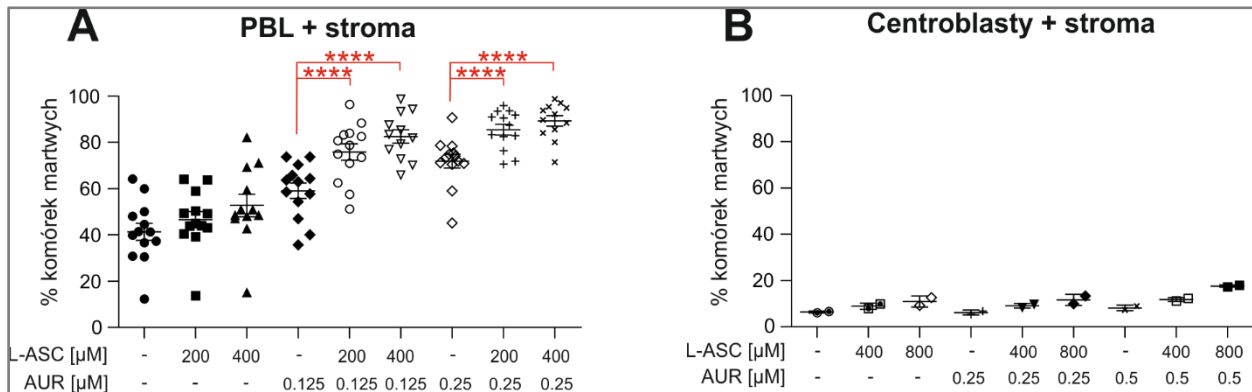 A
PBL + stroma
****
****
****
****
% komórek martwych
100
80
60
40
20
0
L-ASC [µM] - 200 400 - 200 400 - 200 400
AUR [µM] - - - 0.125 0.125 0.125 0.25 0.25 0.25
B
Centroblasty + stroma
% komórek martwych
100
80
60
40
20
0
L-ASC [µM] - 400 800 - 400 800 - 400 800
AUR [µM] - - - 0.25 0.25 0.25 0.5 0.5 0.5